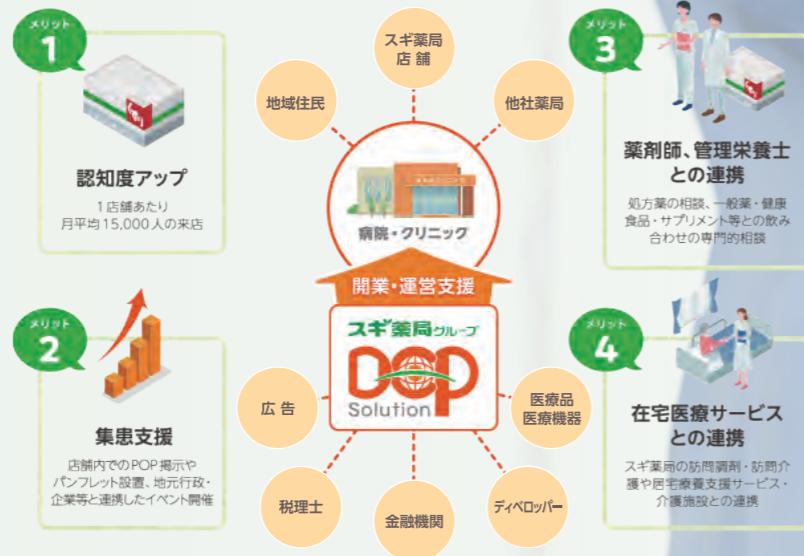 メリット
1
認知度アップ
1店舗あたり
月平均15,000人の来店
メリット
2
集患支援
店舗内でのPOP掲示や
パンフレット設置、地元行政・
企業等と連携したイベント開催
スギ薬局
店舗
地域住民
他社薬局
病院・クリニック
開業・運営支援
スギ薬局グループ
DCP
Solution
広告
医療品
医療機器
税理士
金融機関
ディベロッパー
メリット
3
薬剤師、管理栄養士
との連携
処方薬の相談、一般薬・健康
食品・サプリメント等との飲み
合わせの専門的相談
メリット
4
在宅医療サービス
との連携
スギ薬局の訪問調剤・訪問介
護や居宅療養支援サービス・
介護施設との連携